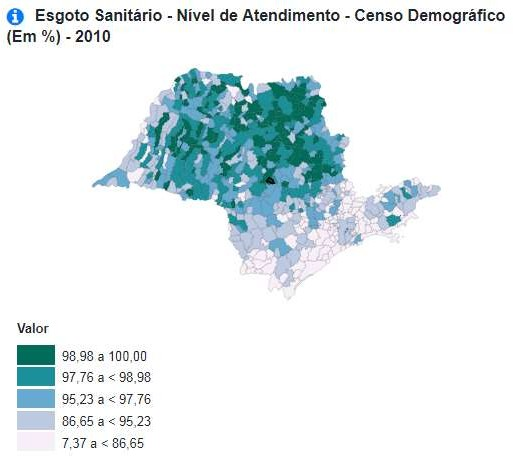 Esgoto Sanitário - Nível de Atendimento - Censo Demográfico
(Em %) - 2010
Valor
98,98 a 100,00
97,76 a < 98,98
95,23 a < 97,76
86,65 a < 95,23
7,37 a < 86,65